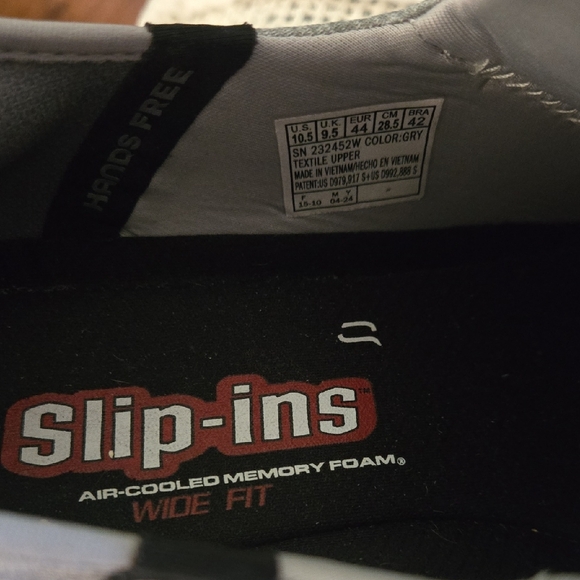 HANDS FREE
U.S. U.K. EUR CM BRA
10.5 9.5 44 28.5 42
SN 232452W COLOR:GRY
TEXTILE UPPER
MADE IN VIETNAM/HECHO EN VIETNAM
PATENT:US D979,917 S+US D992,888 S
F M Y
15-10 04-24
Slip-ins™
AIR-COOLED MEMORY FOAM®
WIDE FIT